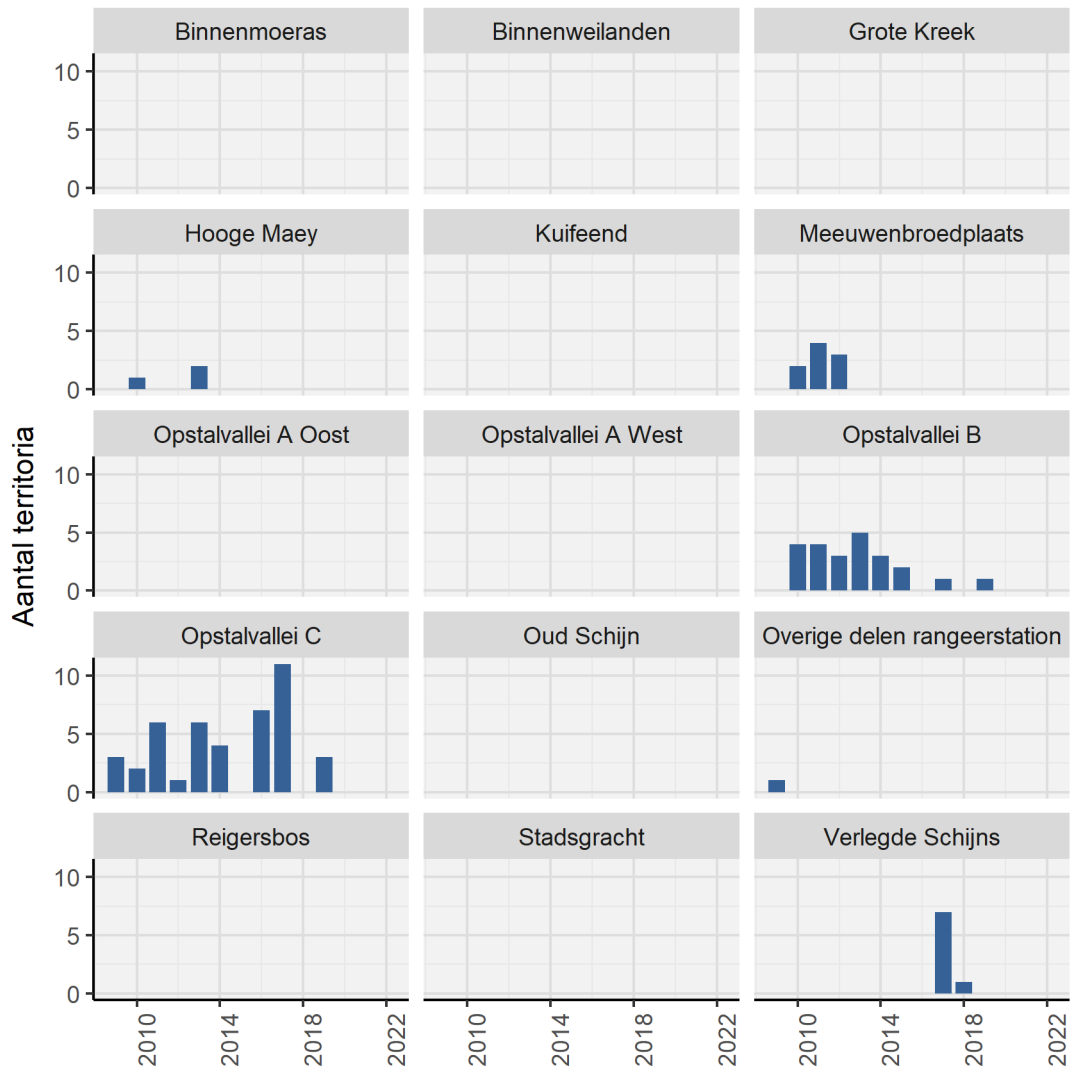 Binnenmoeras Binnenweilanden Grote Kreek
10
5
0
Hooge Maey Kuifeend Meeuwenbroedplaats
10
5
0
Opstalvallei A Oost Opstalvallei A West Opstalvallei B
10
5
0
Aantal territoria
Opstalvallei C Oud Schijn Overige delen rangeerstation
10
5
0
Reigersbos Stadsgracht Verlegde Schijns
10
5
0
2010 2014 2018 2022 2010 2014 2018 2022 2010 2014 2018 2022